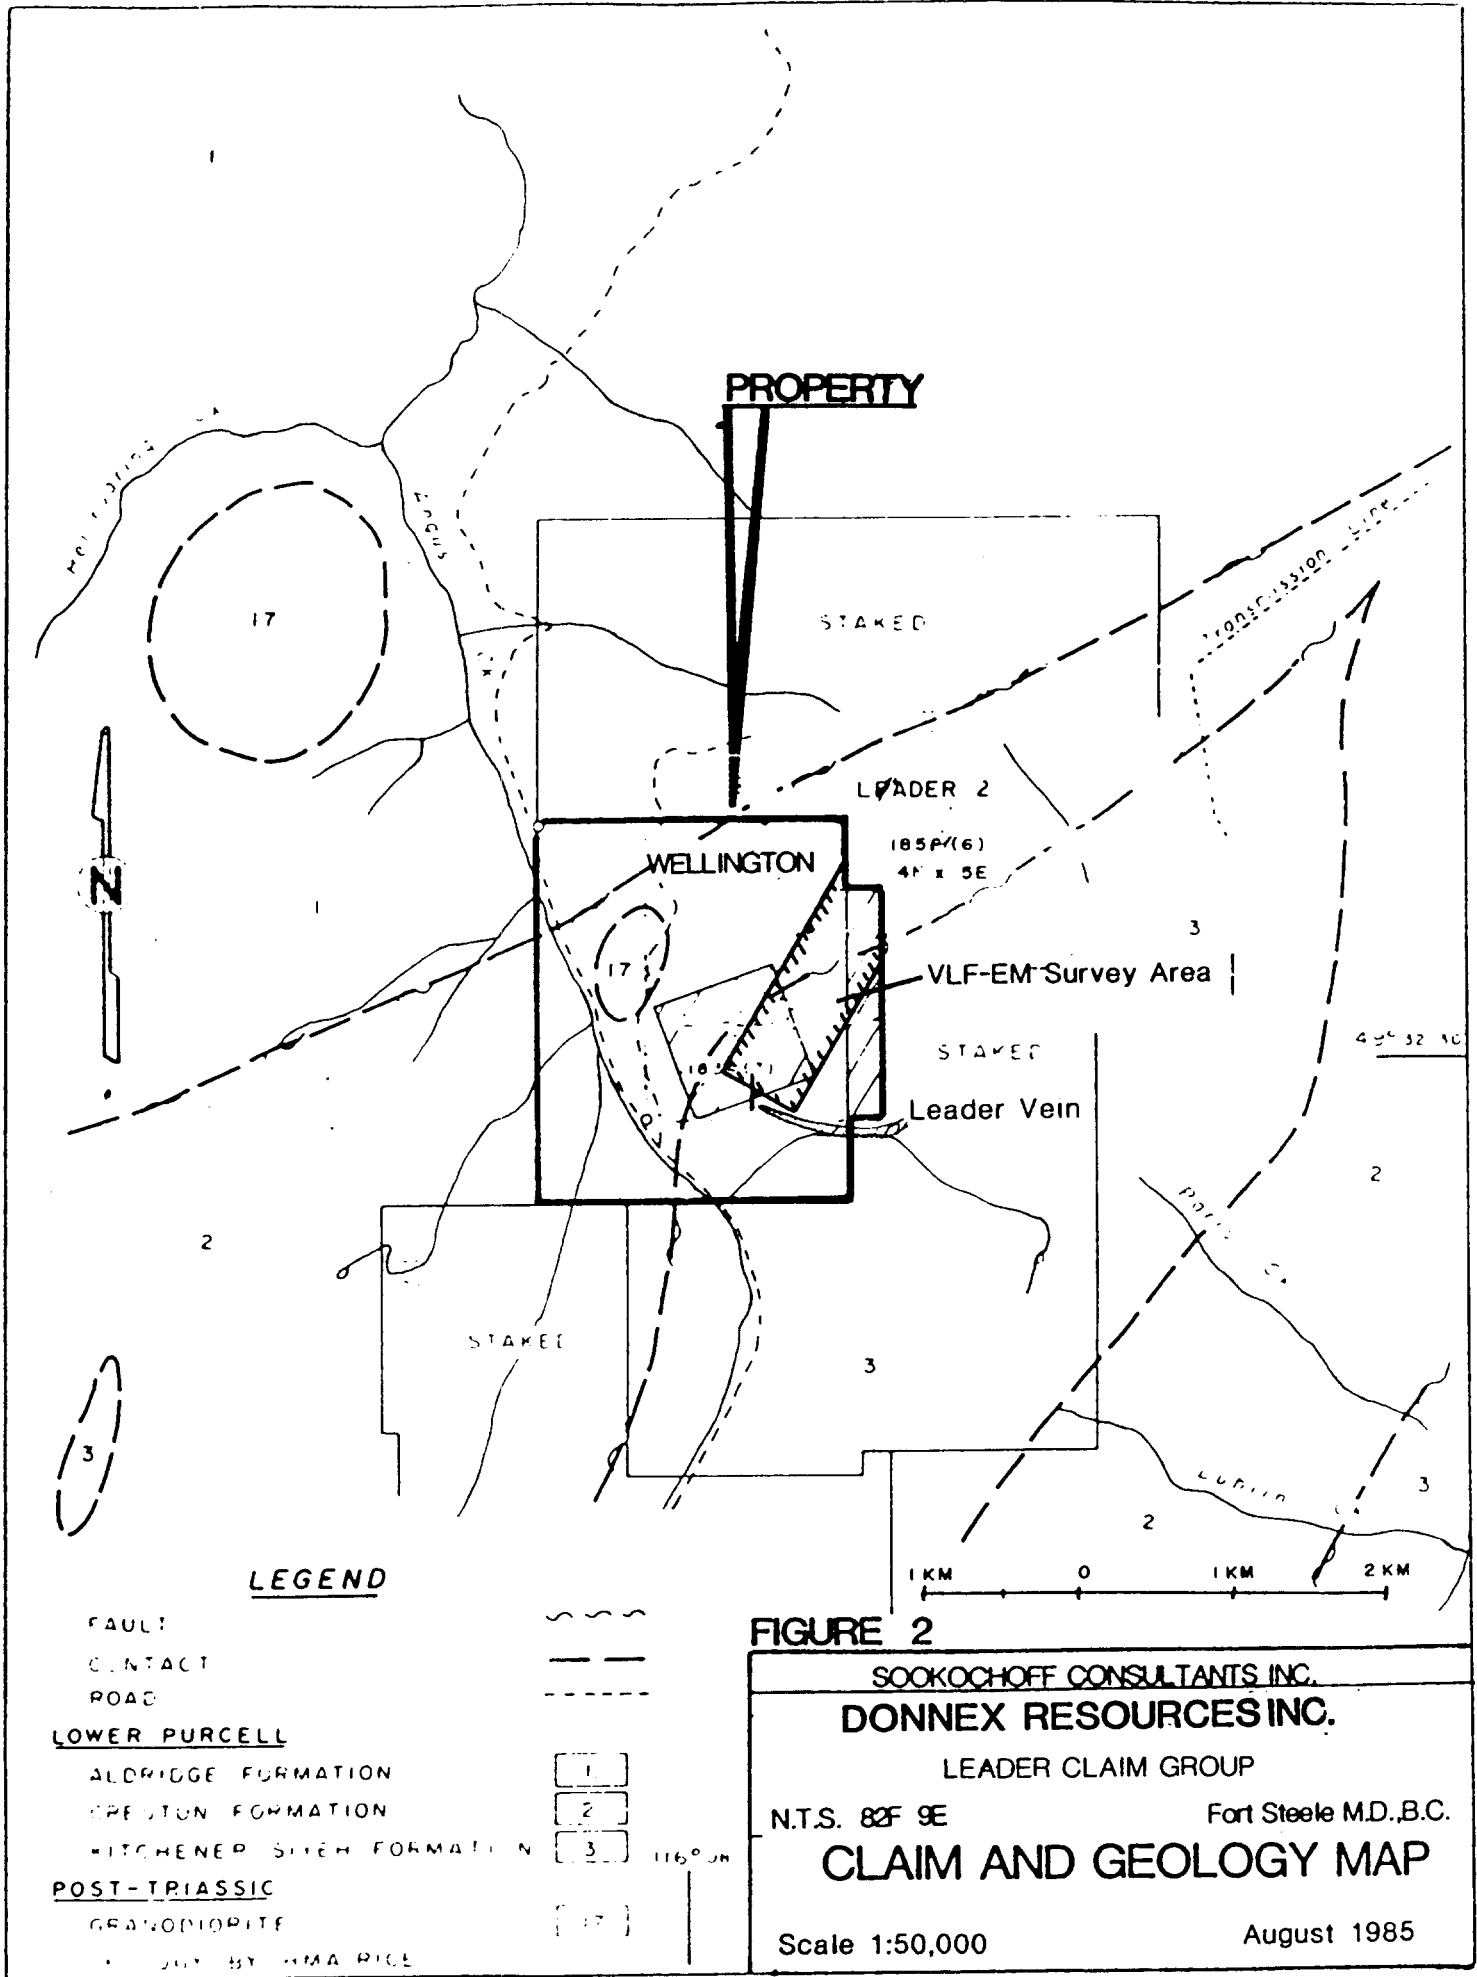 1
PROPERTY
17
STAKED
LEADER 2
4N x 5E
WELLINGTON
N
1
3
17
VLF-EM Survey Area
STAKED
Leader Vein
2
2
STAKED
3
3
3
2
LEGEND
1 KM 0 1 KM 2 KM
FAULT
CONTACT
ROAD
LOWER PURCELL
ALDRIDGE FORMATION 1
CRESTON FORMATION 2
KITCHENER SIYEH FORMATION 3
POST-TRIASSIC
GRANODIORITE 17
FIGURE 2
SOOKOCHOFF CONSULTANTS INC.
DONNEX RESOURCES INC.
LEADER CLAIM GROUP
N.T.S. 82F 9E Fort Steele M.D.,B.C.
CLAIM AND GEOLOGY MAP
Scale 1:50,000 August 1985
Transmission Line
Angus
CK